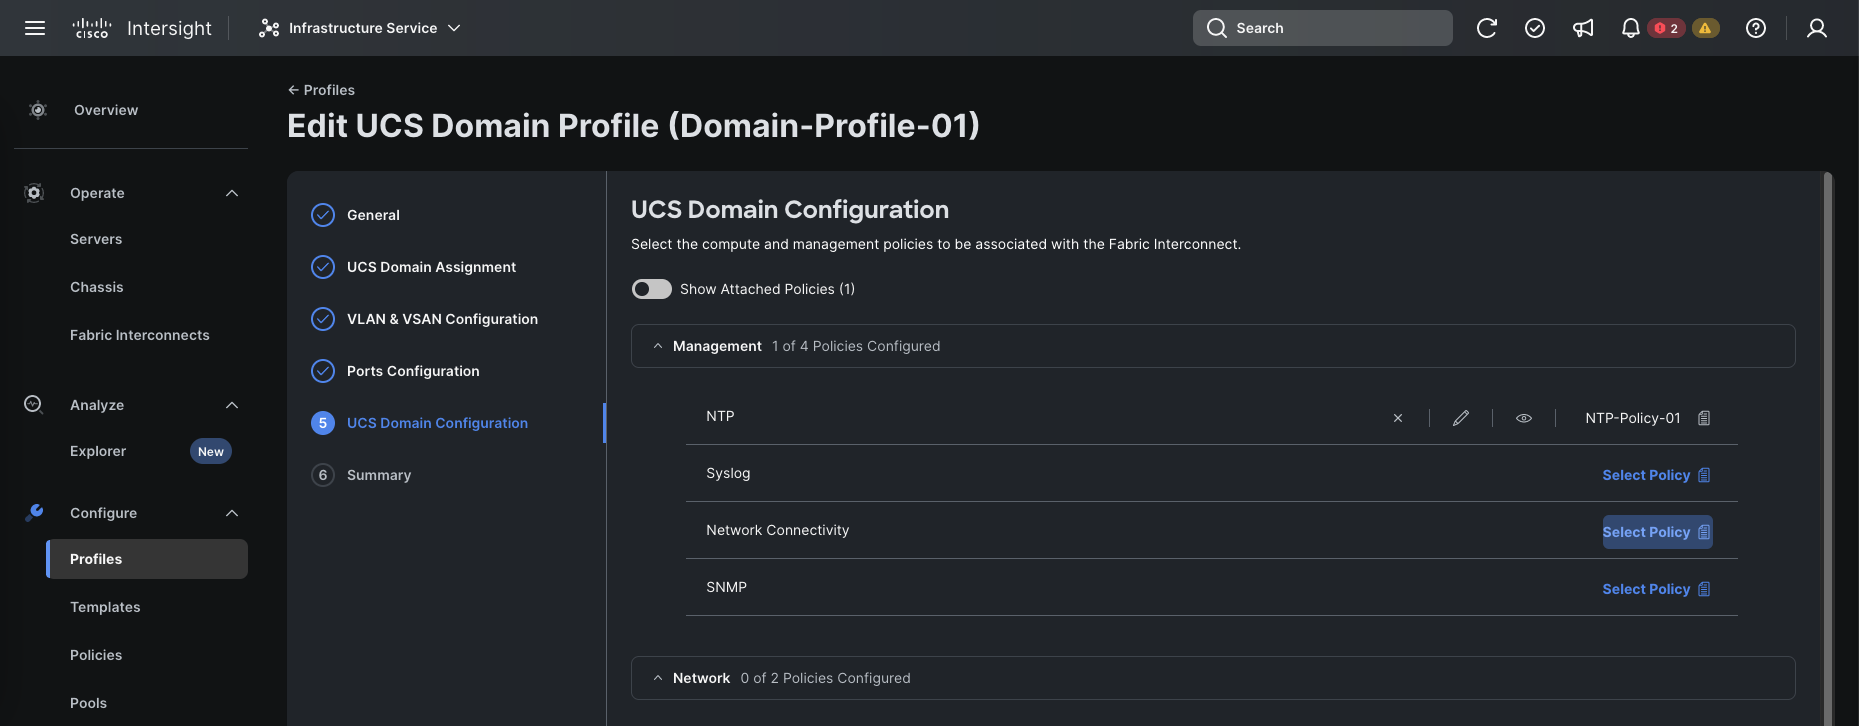 CISCO Intersight Infrastructure Service Search 2
Overview
Operate
Servers
Chassis
Fabric Interconnects
Analyze
Explorer New
Configure
Profiles
Templates
Policies
Pools
← Profiles
Edit UCS Domain Profile (Domain-Profile-01)
General
UCS Domain Assignment
VLAN & VSAN Configuration
Ports Configuration
5 UCS Domain Configuration
6 Summary
UCS Domain Configuration
Select the compute and management policies to be associated with the Fabric Interconnect.
Show Attached Policies (1)
Management 1 of 4 Policies Configured
NTP NTP-Policy-01
Syslog Select Policy
Network Connectivity Select Policy
SNMP Select Policy
Network 0 of 2 Policies Configured